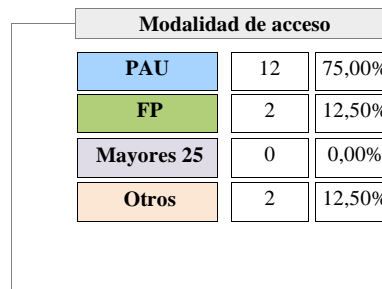 Modalidad de acceso
PAU 12 75,00%
FP 2 12,50%
Mayores 25 0 0,00%
Otros 2 12,50%